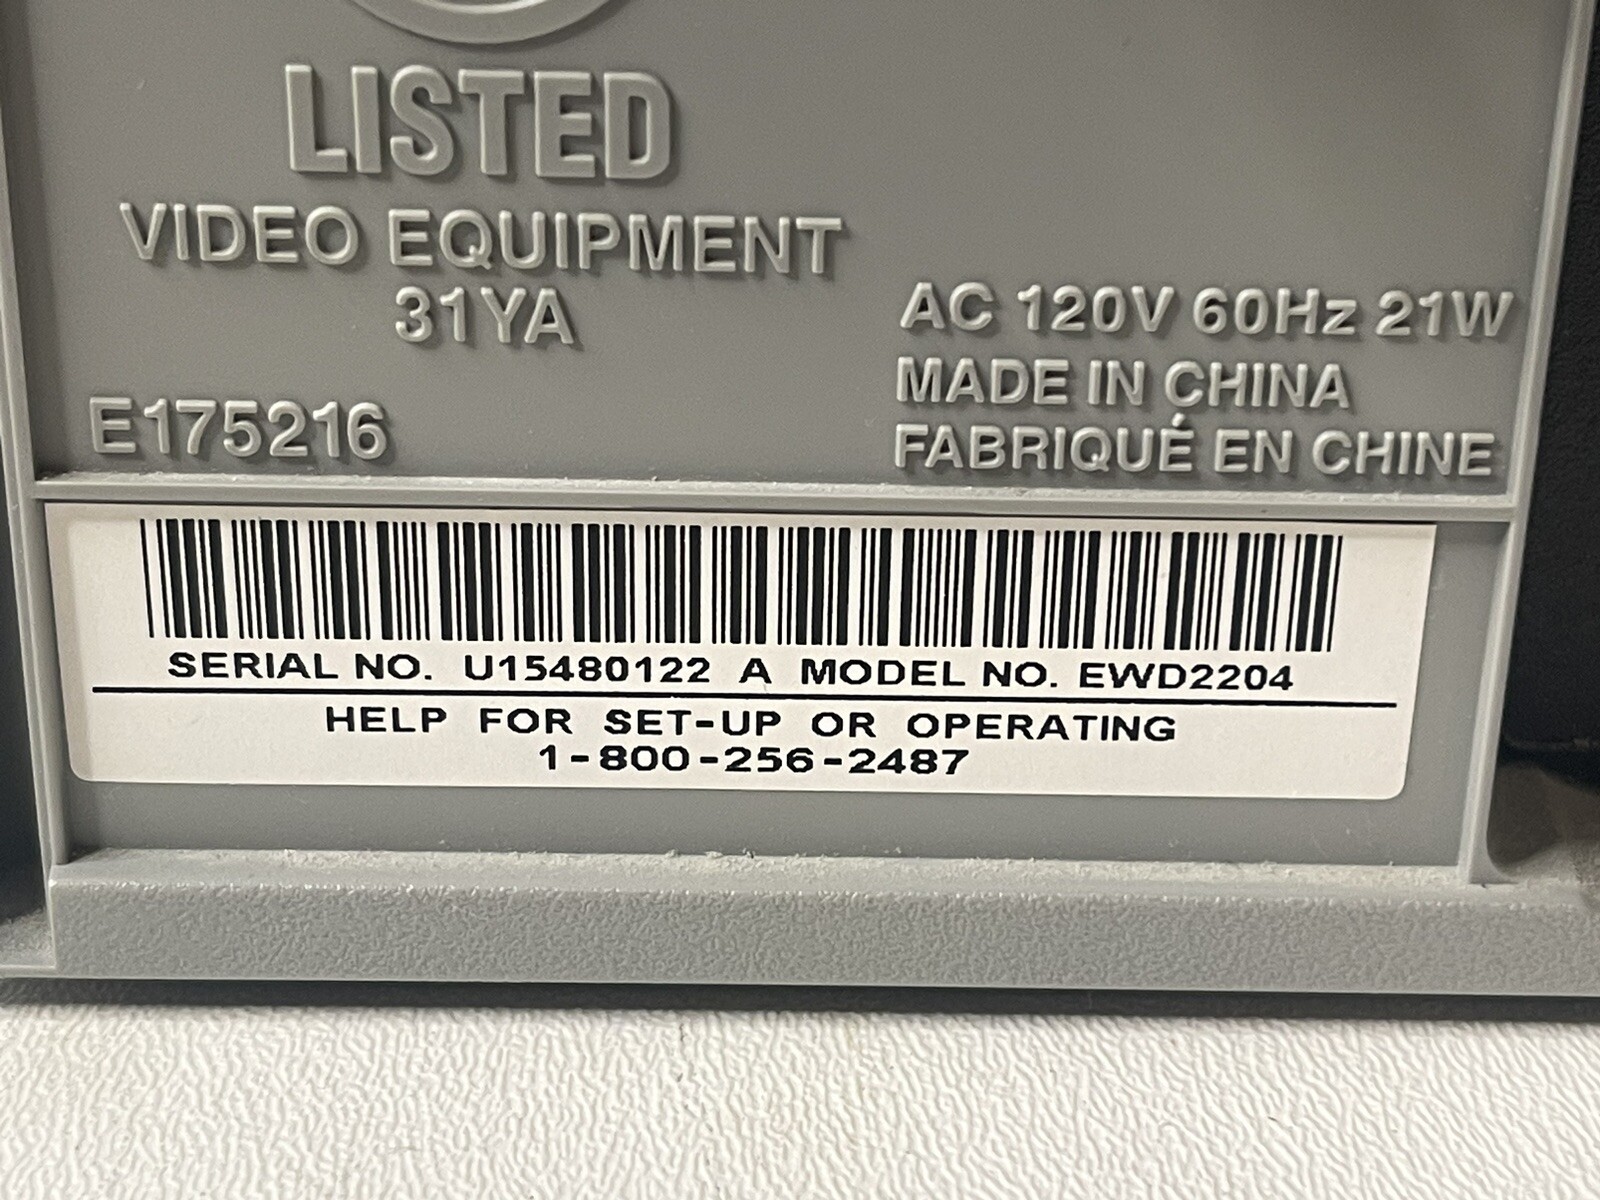 LISTED
VIDEO EQUIPMENT
31YA
E175216
AC 120V 60Hz 21W
MADE IN CHINA
FABRIQUÉ EN CHINE
SERIAL NO. U15480122 A MODEL NO. EWD2204
HELP FOR SET-UP OR OPERATING
1-800-256-2487